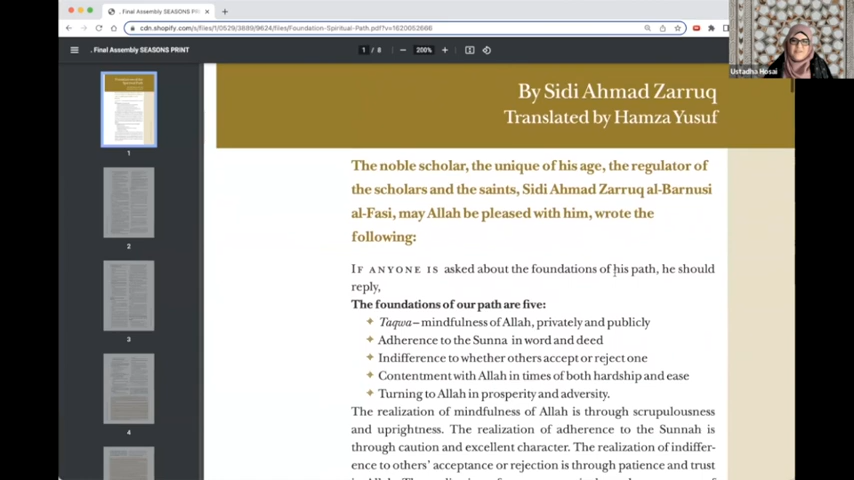 . Final Assembly SEASONS PRINT
cdn.shopify.com/s/files/1/0529/3889/9624/files/Foundation-Spiritual-Path.pdf?v=1620052666
. Final Assembly SEASONS PRINT
1 / 8
200%
Ustadha Hosai
1
2
3
4
By Sidi Ahmad Zarruq
Translated by Hamza Yusuf
The noble scholar, the unique of his age, the regulator of
the scholars and the saints, Sidi Ahmad Zarruq al-Barnusi
al-Fasi, may Allah be pleased with him, wrote the
following:
IF ANYONE IS asked about the foundations of his path, he should
reply,
The foundations of our path are five:
Taqwa—mindfulness of Allah, privately and publicly
Adherence to the Sunna in word and deed
Indifference to whether others accept or reject one
Contentment with Allah in times of both hardship and ease
Turning to Allah in prosperity and adversity.
The realization of mindfulness of Allah is through scrupulousness
and uprightness. The realization of adherence to the Sunnah is
through caution and excellent character. The realization of indiffer-
ence to others’ acceptance or rejection is through patience and trust